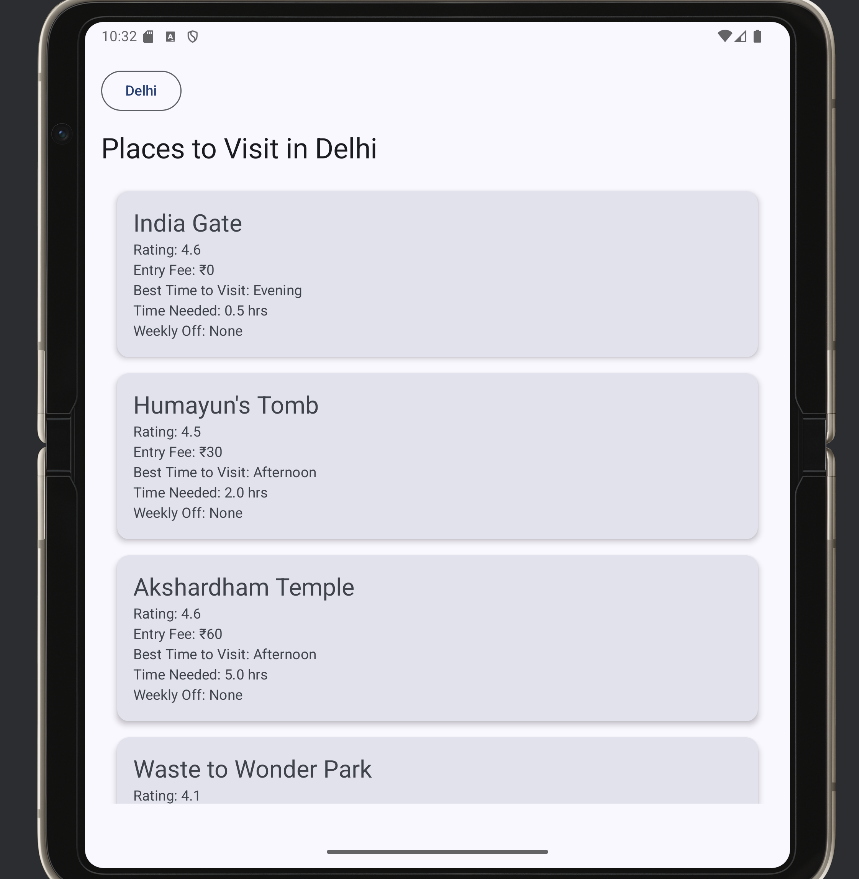 10:32
Delhi
Places to Visit in Delhi
India Gate
Rating: 4.6
Entry Fee: ₹0
Best Time to Visit: Evening
Time Needed: 0.5 hrs
Weekly Off: None
Humayun's Tomb
Rating: 4.5
Entry Fee: ₹30
Best Time to Visit: Afternoon
Time Needed: 2.0 hrs
Weekly Off: None
Akshardham Temple
Rating: 4.6
Entry Fee: ₹60
Best Time to Visit: Afternoon
Time Needed: 5.0 hrs
Weekly Off: None
Waste to Wonder Park
Rating: 4.1